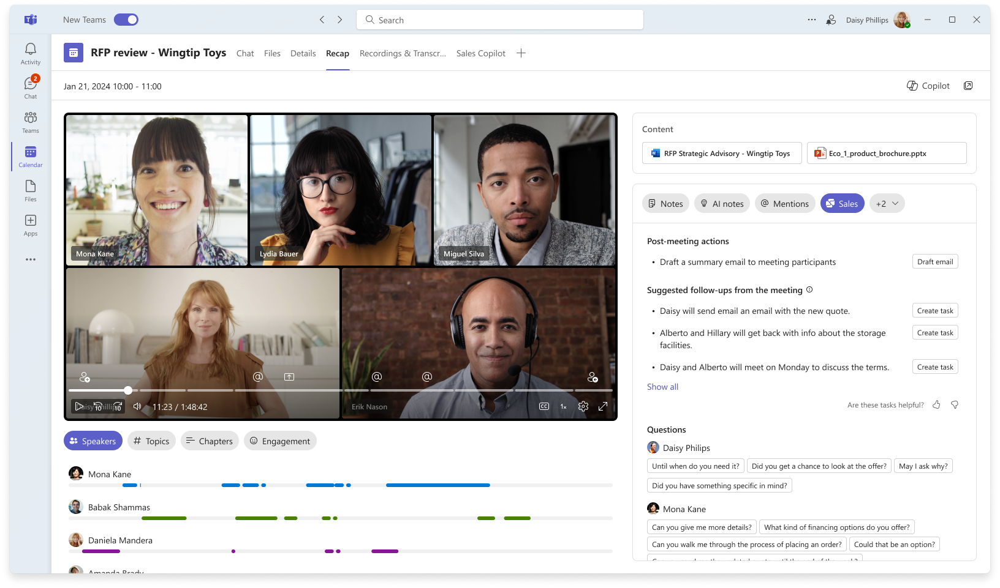 New Teams
Search
Daisy Phillips
Activity
2
Chat
Teams
Calendar
Files
Apps
RFP review - Wingtip Toys
Chat
Files
Details
Recap
Recordings & Transcr...
Sales Copilot
Jan 21, 2024 10:00 - 11:00
Copilot
Mona Kane
Lydia Bauer
Miguel Silva
Daisy Phillips
Erik Nason
10
10
11:23 / 1:48:42
CC
1x
Speakers
Topics
Chapters
Engagement
Mona Kane
Babak Shammas
Daniela Mandera
Amanda Brady
Content
RFP Strategic Advisory - Wingtip Toys
Eco_1_product_brochure.pptx
Notes
AI notes
Mentions
Sales
+2
Post-meeting actions
• Draft a summary email to meeting participants
Draft email
Suggested follow-ups from the meeting
• Daisy will send email an email with the new quote.
Create task
• Alberto and Hillary will get back with info about the storage
facilities.
Create task
• Daisy and Alberto will meet on Monday to discuss the terms.
Create task
Show all
Are these tasks helpful?
Questions
Daisy Philips
Until when do you need it?
Did you get a chance to look at the offer?
May I ask why?
Did you have something specific in mind?
Mona Kane
Can you give me more details?
What kind of financing options do you offer?
Can you walk me through the process of placing an order?
Could that be an option?